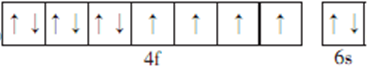 ↑↓ ↑↓ ↑↓ ↑ ↑ ↑ ↑ ↑↓
4f 6s